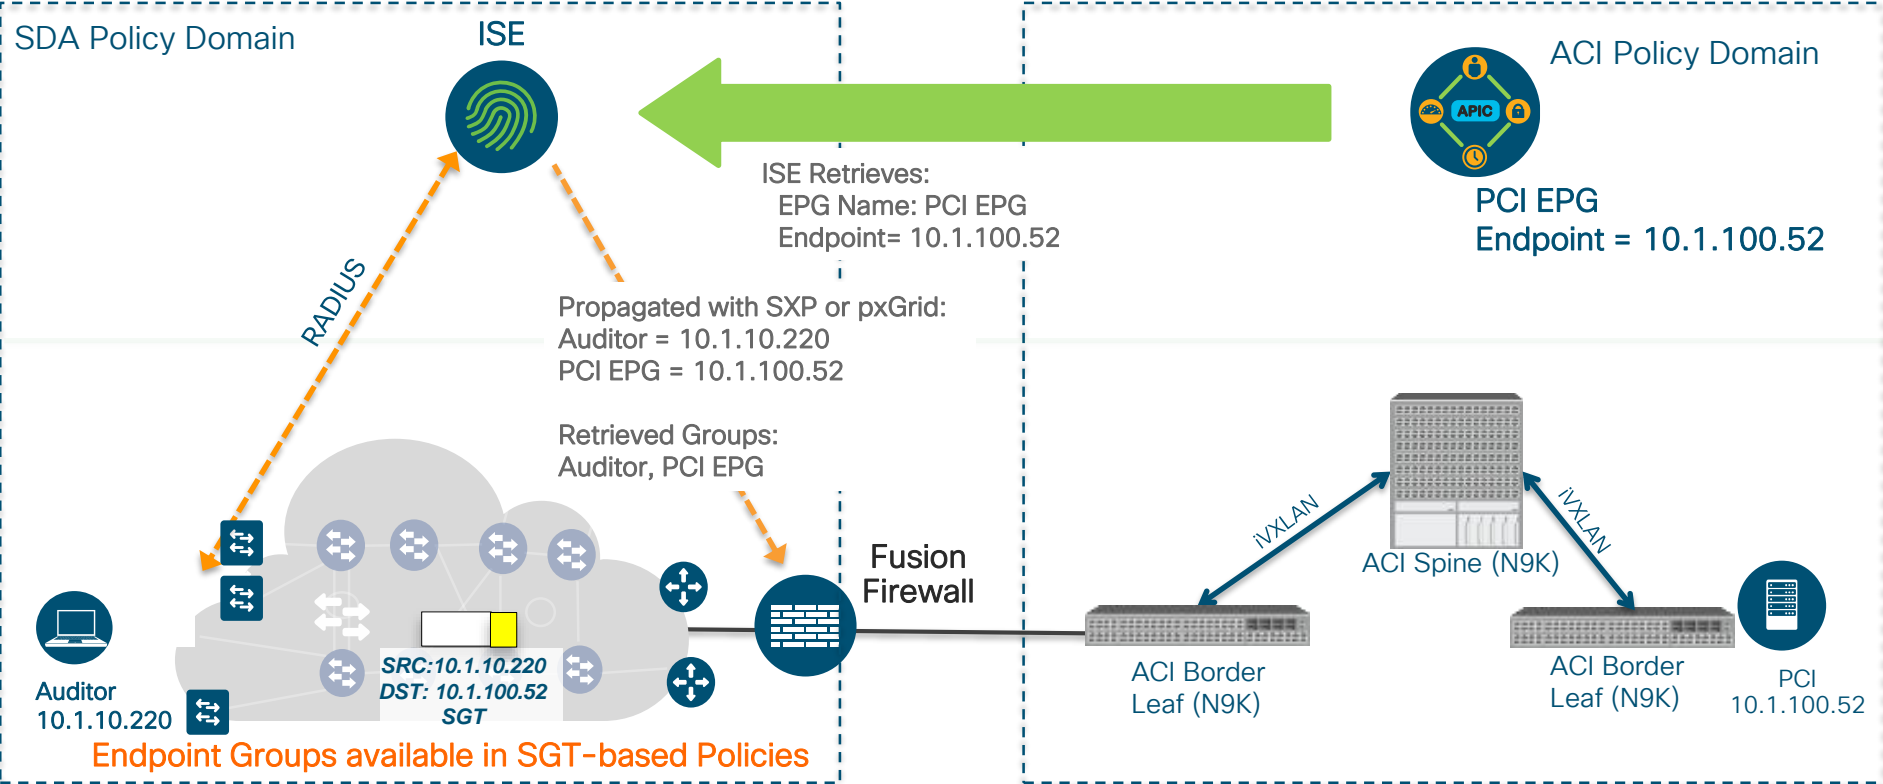 SDA Policy Domain
ISE
ACI Policy Domain
APIC
ISE Retrieves:
EPG Name: PCI EPG
Endpoint= 10.1.100.52
PCI EPG
Endpoint = 10.1.100.52
RADIUS
Propagated with SXP or pxGrid:
Auditor = 10.1.10.220
PCI EPG = 10.1.100.52
Retrieved Groups:
Auditor, PCI EPG
Fusion
Firewall
iVXLAN
iVXLAN
ACI Spine (N9K)
SRC:10.1.10.220
DST: 10.1.100.52
SGT
Auditor
10.1.10.220
ACI Border
Leaf (N9K)
ACI Border
Leaf (N9K)
PCI
10.1.100.52
Endpoint Groups available in SGT-based Policies